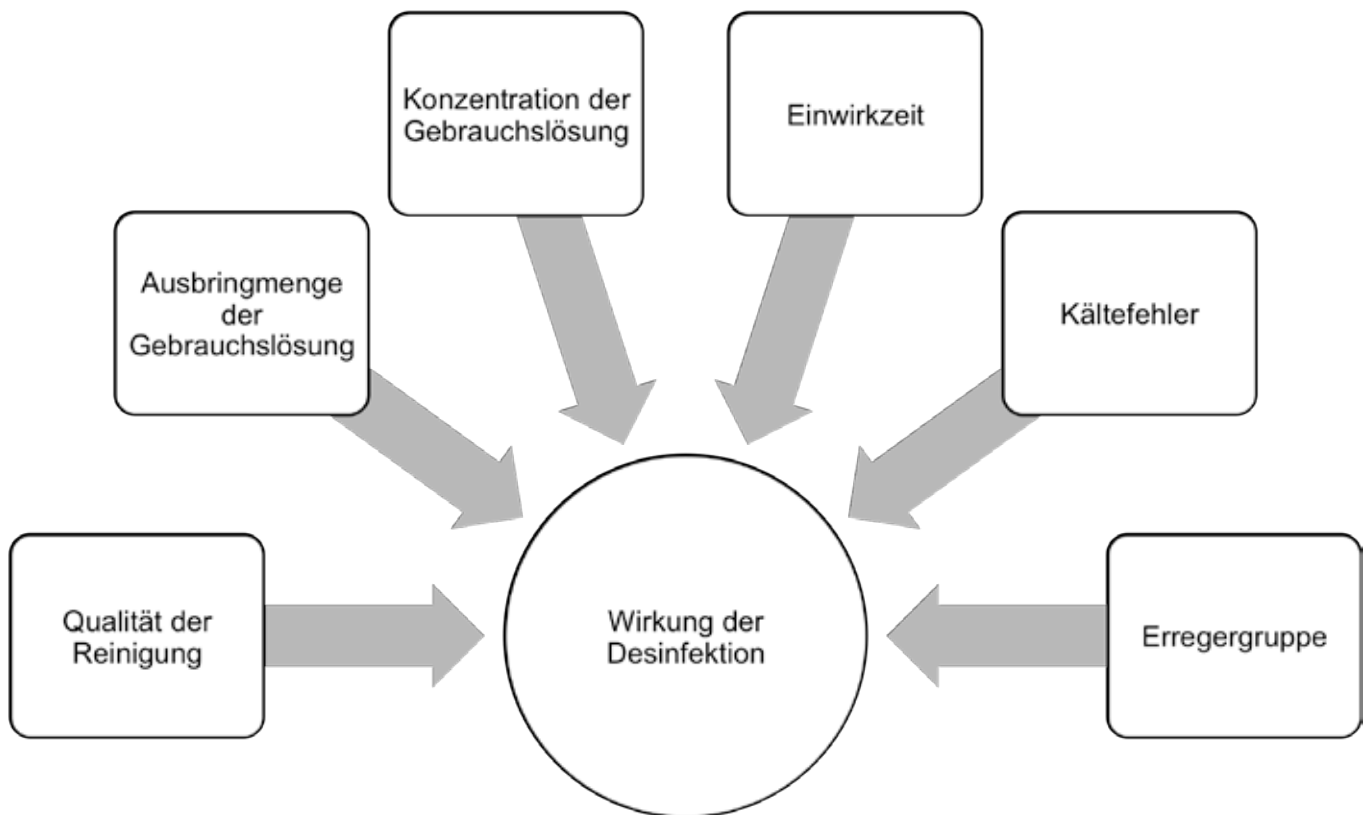 Konzentration der
Gebrauchslösung
Einwirkzeit
Ausbringmenge
der
Gebrauchslösung
Kältefehler
Qualität der
Reinigung
Wirkung der
Desinfektion
Erregergruppe